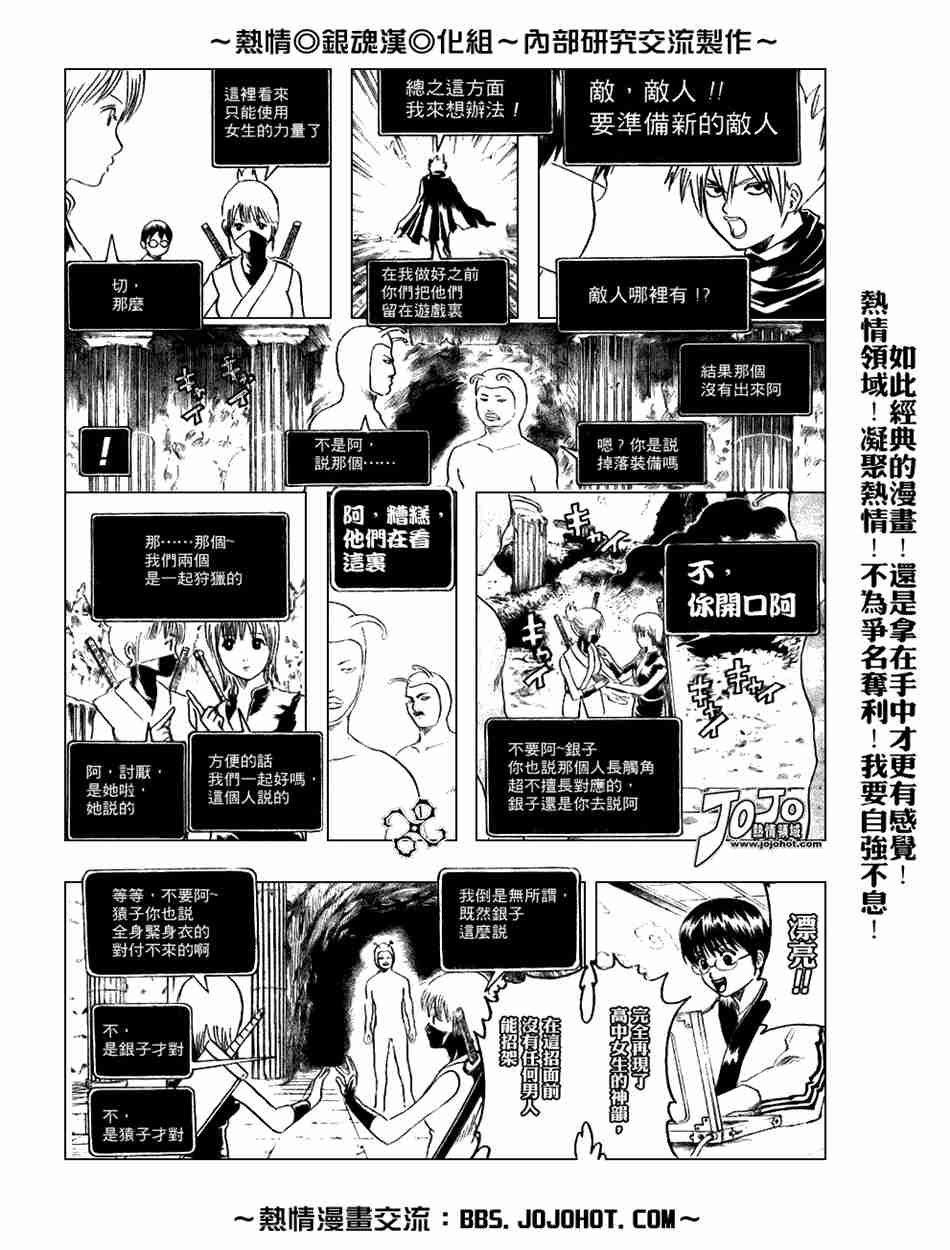 ～熱情◎銀魂漢◎化組～內部研究交流製作～
敵，敵人!!
要準備新的敵人
敵人哪裡有!?
總之這方面
我來想辦法！
在我做好之前
你們把他們
留在遊戲裏
這裡看來
只能使用
女生的力量了
切，
那麼
結果那個
沒有出來阿
嗯？你是説
掉落裝備嗎
不是阿，
説那個……
！
不，
你開口阿
不要阿~銀子
你也説那個人長觸角
超不擅長對應的，
銀子還是你去説阿
JOJO
熱情領域
www.jojohot.com
阿，糟糕，
他們在看
這裏
那……那個~
我們兩個
是一起狩獵的
方便的話
我們一起好嗎，
這個人説的
阿，討厭，
是她啦，
她説的
漂亮!!
完全再現了
高中女生的神韻，
在這招面前
沒有任何男人
能招架
我倒是無所謂，
既然銀子
這麼説
等等，不要阿~
猿子你也説
全身緊身衣的
對付不來的啊
不，
是銀子才對
不，
是猿子才對
如此經典的漫畫！還是拿在手中才更有感覺！
熱情領域！凝聚熱情！不為爭名奪利！我要自強不息！
～熱情漫畫交流：BBS.JOJOHOT.COM～